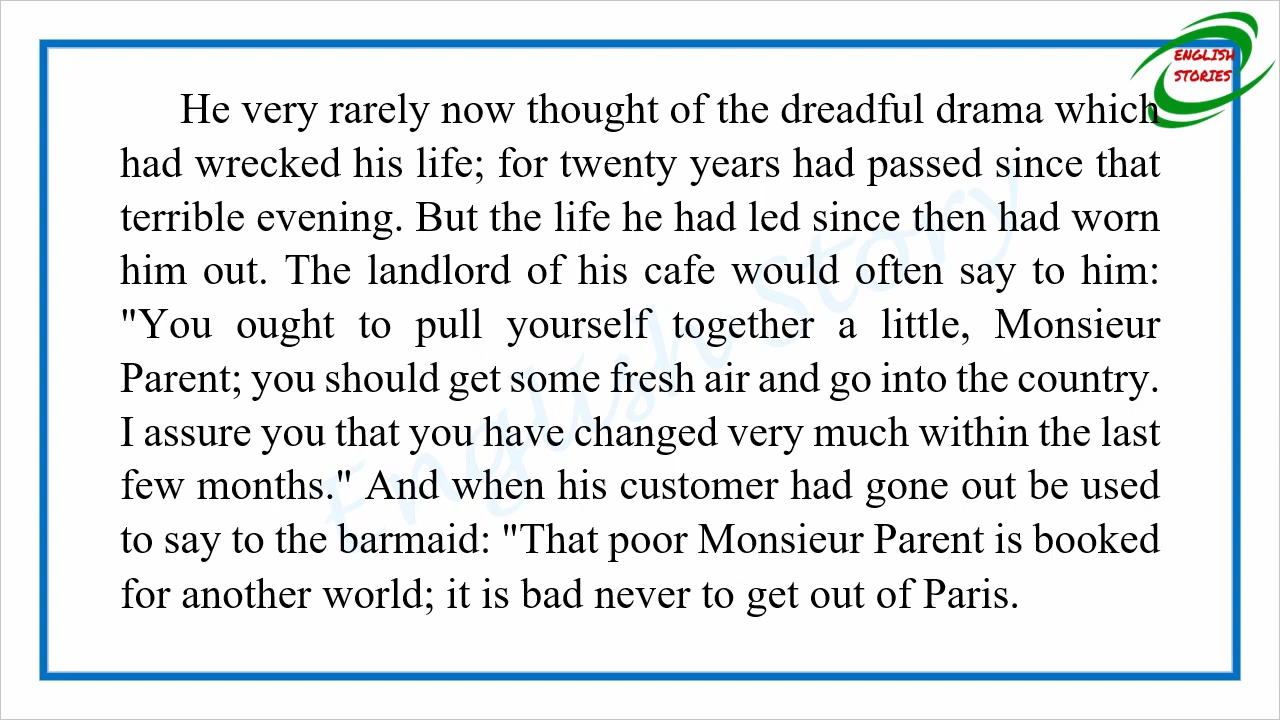 ENGLISH
STORIES
He very rarely now thought of the dreadful drama which
had wrecked his life; for twenty years had passed since that
terrible evening. But the life he had led since then had worn
him out. The landlord of his cafe would often say to him:
"You ought to pull yourself together a little, Monsieur
Parent; you should get some fresh air and go into the country.
I assure you that you have changed very much within the last
few months." And when his customer had gone out be used
to say to the barmaid: "That poor Monsieur Parent is booked
for another world; it is bad never to get out of Paris.
English Story